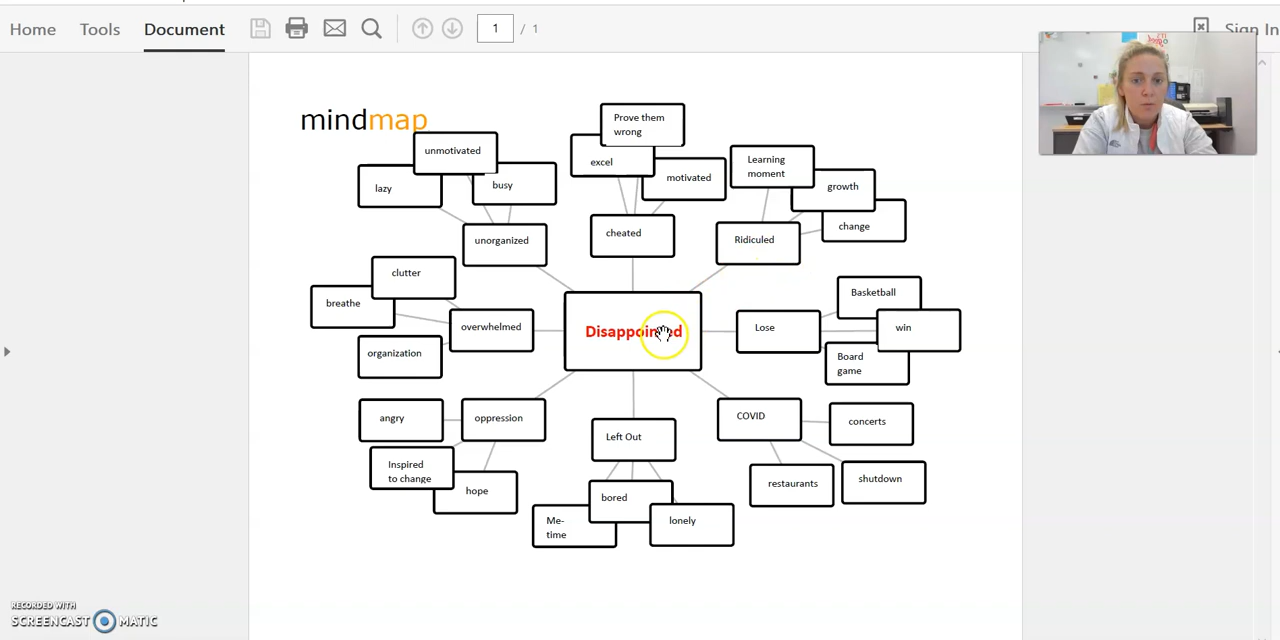 Home Tools Document 1 / 1 Sign In
mindmap
Prove them
wrong
excel
motivated
cheated
unmotivated
lazy
busy
unorganized
Learning
moment
growth
change
Ridiculed
clutter
breathe
organization
overwhelmed
Disappointed
Lose
Basketball
win
Board
game
angry
oppression
Inspired
to change
hope
Left Out
bored
Me-
time
lonely
COVID
concerts
restaurants
shutdown
RECORDED WITH
SCREENCAST MATIC